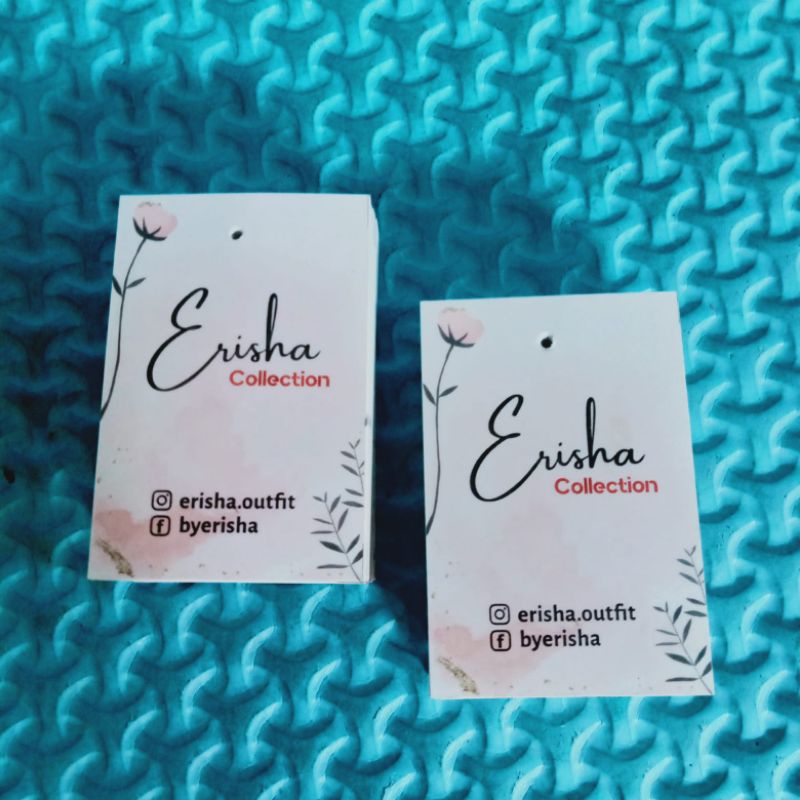 Erisha
Collection
erisha.outfit
byerisha
Erisha
Collection
erisha.outfit
byerisha